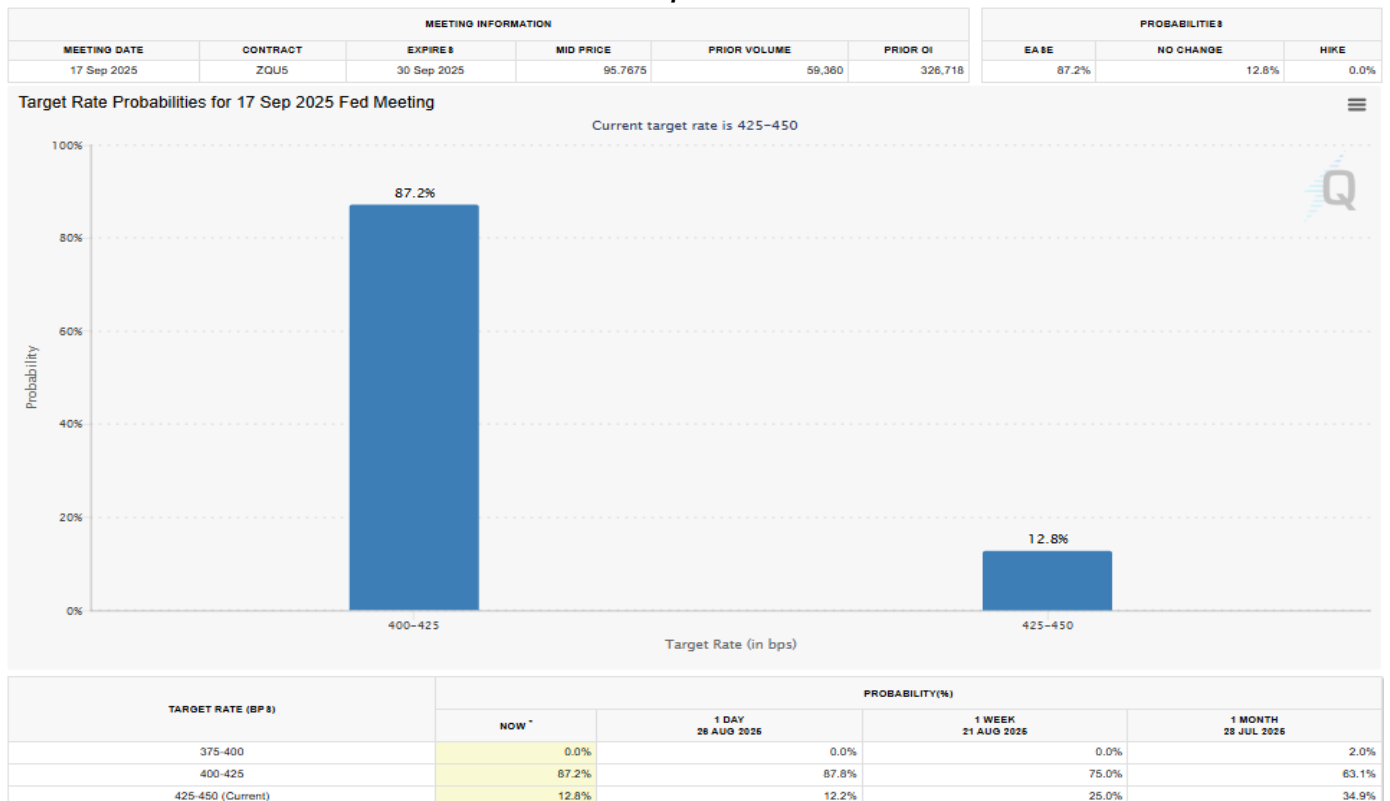 MEETING INFORMATION PROBABILITIES
MEETING DATE CONTRACT EXPIRES MID PRICE PRIOR VOLUME PRIOR OI EASE NO CHANGE HIKE
17 Sep 2025 ZQU5 30 Sep 2025 95.7675 59,360 326,718 87.2% 12.8% 0.0%
Target Rate Probabilities for 17 Sep 2025 Fed Meeting
Current target rate is 425−450
100%
87.2%
Q
80%
60%
Probability
40%
20%
12.8%
0%
400−425 425−450
Target Rate (in bps)
TARGET RATE (BPS) PROBABILITY(%)
NOW * 1 DAY 1 WEEK 1 MONTH
26 AUG 2025 21 AUG 2025 28 JUL 2025
375-400 0.0% 0.0% 0.0% 2.0%
400-425 87.2% 87.8% 75.0% 63.1%
425-450 (Current) 12.8% 12.2% 25.0% 34.9%